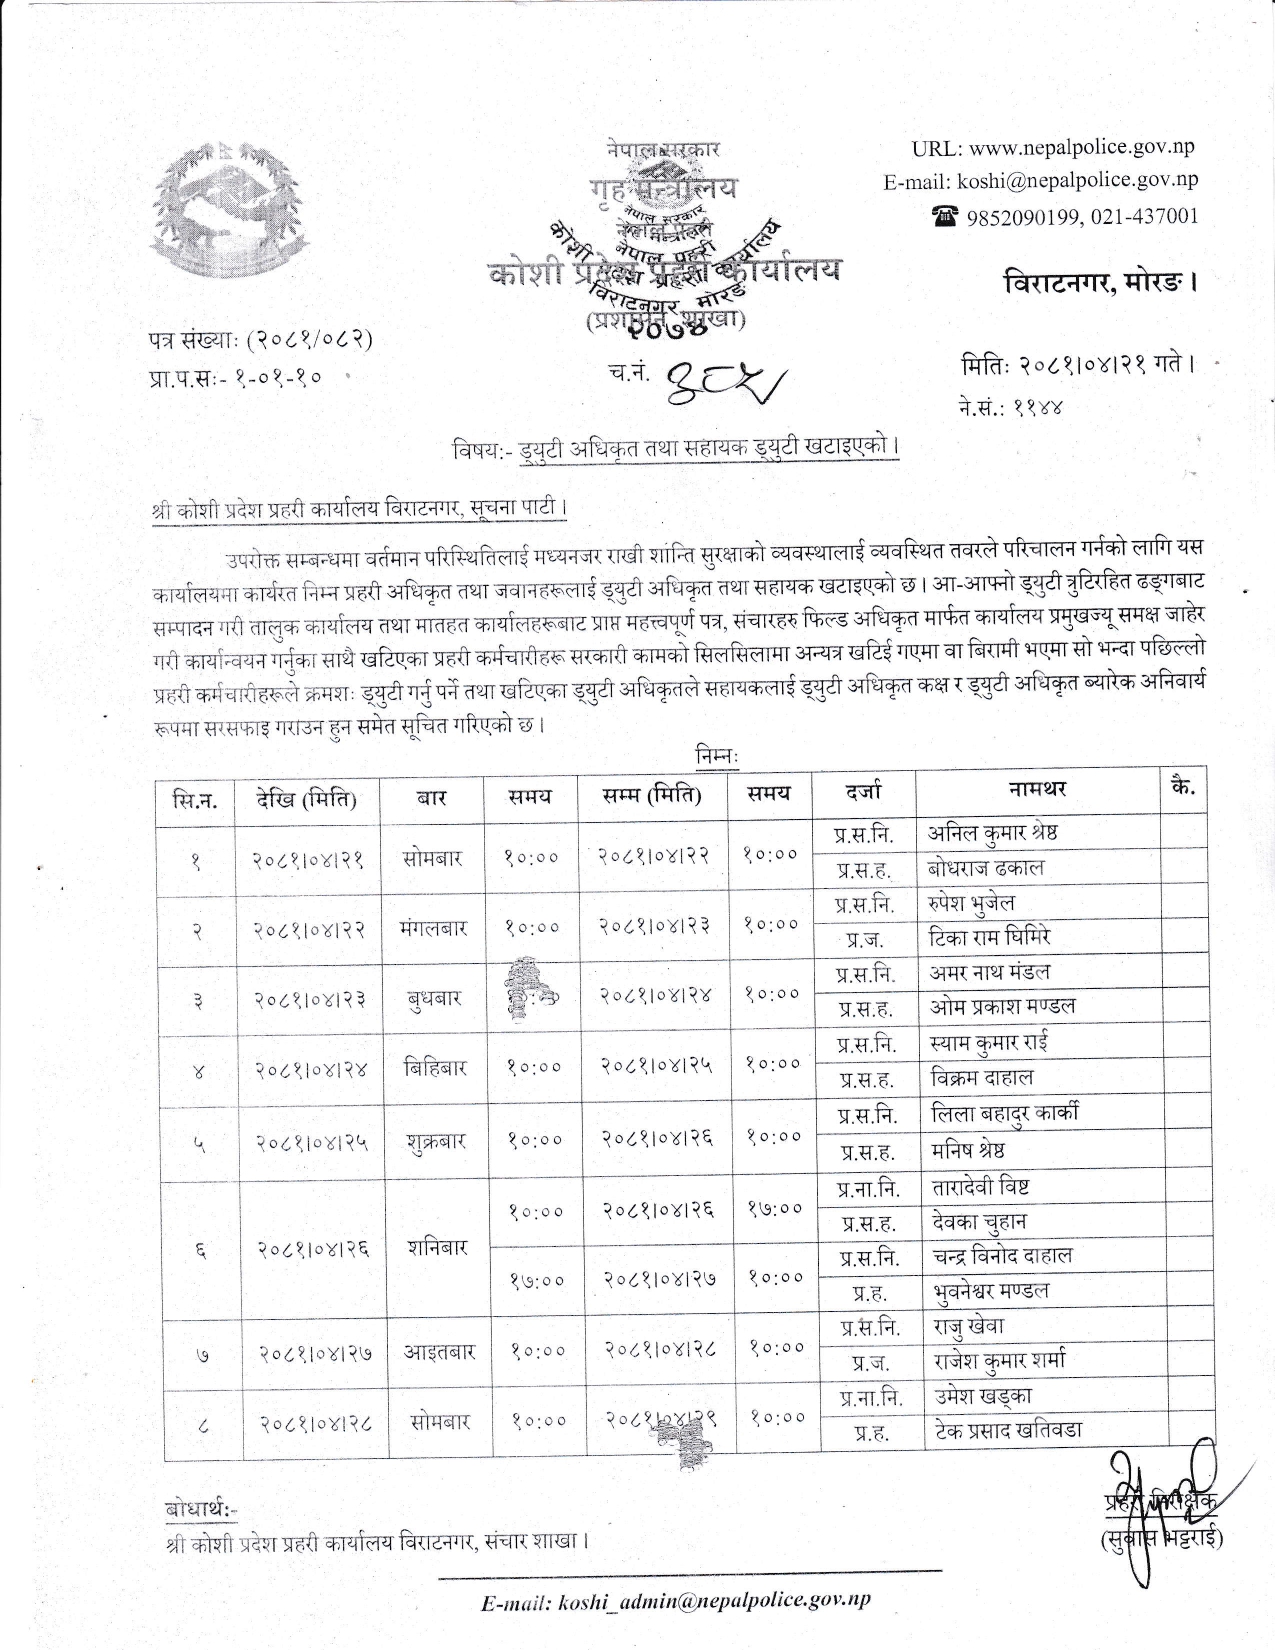 नेपाल सरकार
गृह मन्त्रालय
नेपाल प्रहरी
कोशी प्रदेश प्रहरी कार्यालय
(प्रशासन शाखा)
नेपाल सरकार
गृह मन्त्रालय
नेपाल प्रहरी
कोशी प्रदेश प्रहरी कार्यालय
विराटनगर, मोरङ
२०७४
URL: www.nepalpolice.gov.np
E-mail: koshi@nepalpolice.gov.np
9852090199, 021-437001
विराटनगर, मोरङ।
पत्र संख्याः (२०८१/०८२)
प्रा.प.सः- १-०१-१०
च.नं.
मितिः २०८१।०४।२१ गते।
ने.सं.: ११४४
विषय:- ड्युटी अधिकृत तथा सहायक ड्युटी खटाइएको।
श्री कोशी प्रदेश प्रहरी कार्यालय विराटनगर, सूचना पाटी।
उपरोक्त सम्बन्धमा वर्तमान परिस्थितिलाई मध्यनजर राखी शान्ति सुरक्षाको व्यवस्थालाई व्यवस्थित तवरले परिचालन गर्नको लागि यस
कार्यालयमा कार्यरत निम्न प्रहरी अधिकृत तथा जवानहरूलाई ड्युटी अधिकृत तथा सहायक खटाइएको छ। आ-आफ्नो ड्युटी त्रुटिरहित ढङ्गबाट
सम्पादन गरी तालुक कार्यालय तथा मातहत कार्यालहरूबाट प्राप्त महत्त्वपूर्ण पत्र, संचारहरु फिल्ड अधिकृत मार्फत कार्यालय प्रमुखज्यू समक्ष जाहेर
गरी कार्यान्वयन गर्नुका साथै खटिएका प्रहरी कर्मचारीहरू सरकारी कामको सिलसिलामा अन्यत्र खटिई गएमा वा बिरामी भएमा सो भन्दा पछिल्लो
प्रहरी कर्मचारीहरूले क्रमशः ड्युटी गर्नु पर्ने तथा खटिएका ड्युटी अधिकृतले सहायकलाई ड्युटी अधिकृत कक्ष र ड्युटी अधिकृत ब्यारेक अनिवार्य
रूपमा सरसफाइ गराउन हुन समेत सूचित गरिएको छ।
निम्नः
सि.न. देखि (मिति) बार समय सम्म (मिति) समय दर्जा नामथर कै.
१ २०८१।०४।२१ सोमबार १०:०० २०८१।०४।२२ १०:०० प्र.स.नि. अनिल कुमार श्रेष्ठ
प्र.स.ह. बोधराज ढकाल
२ २०८१।०४।२२ मंगलबार १०:०० २०८१।०४।२३ १०:०० प्र.स.नि. रुपेश भुजेल
प्र.ज. टिका राम घिमिरे
३ २०८१।०४।२३ बुधबार २०८१।०४।२४ १०:०० प्र.स.नि. अमर नाथ मंडल
प्र.स.ह. ओम प्रकाश मण्डल
४ २०८१।०४।२४ बिहिबार १०:०० २०८१।०४।२५ १०:०० प्र.स.नि. स्याम कुमार राई
प्र.स.ह. विक्रम दाहाल
५ २०८१।०४।२५ शुक्रबार १०:०० २०८१।०४।२६ १०:०० प्र.स.नि. लिला बहादुर कार्की
प्र.स.ह. मनिष श्रेष्ठ
६ २०८१।०४।२६ शनिबार १०:०० २०८१।०४।२६ १७:०० प्र.ना.नि. तारादेवी विष्ट
प्र.स.ह. देवका चुहान
१७:०० २०८१।०४।२७ १०:०० प्र.स.नि. चन्द्र विनोद दाहाल
प्र.ह. भुवनेश्वर मण्डल
७ २०८१।०४।२७ आइतबार १०:०० २०८१।०४।२८ १०:०० प्र.स.नि. राजु खेवा
प्र.ज. राजेश कुमार शर्मा
८ २०८१।०४।२८ सोमबार १०:०० २०८१।०४।२९ १०:०० प्र.ना.नि. उमेश खड्का
प्र.ह. टेक प्रसाद खतिवडा
बोधार्थ:-
श्री कोशी प्रदेश प्रहरी कार्यालय विराटनगर, संचार शाखा।
प्रहरी निरीक्षक
(सुवास भट्टराई)
E-mail: koshi_admin@nepalpolice.gov.np